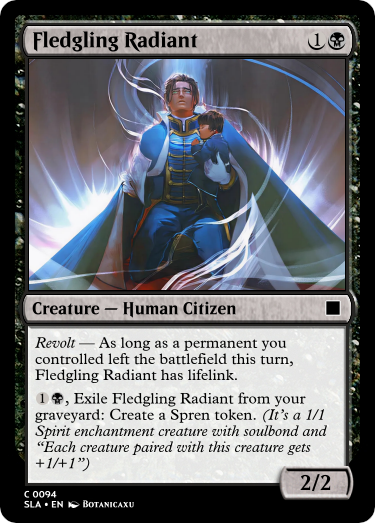 Fledgling Radiant 1
Creature — Human Citizen
Revolt — As long as a permanent you
controlled left the battlefield this turn,
Fledgling Radiant has lifelink.
1, Exile Fledgling Radiant from your
graveyard: Create a Spren token. (It's a 1/1
Spirit enchantment creature with soulbond and
“Each creature paired with this creature gets
+1/+1”)
2/2
C 0094
SLA • EN Botanicaxu